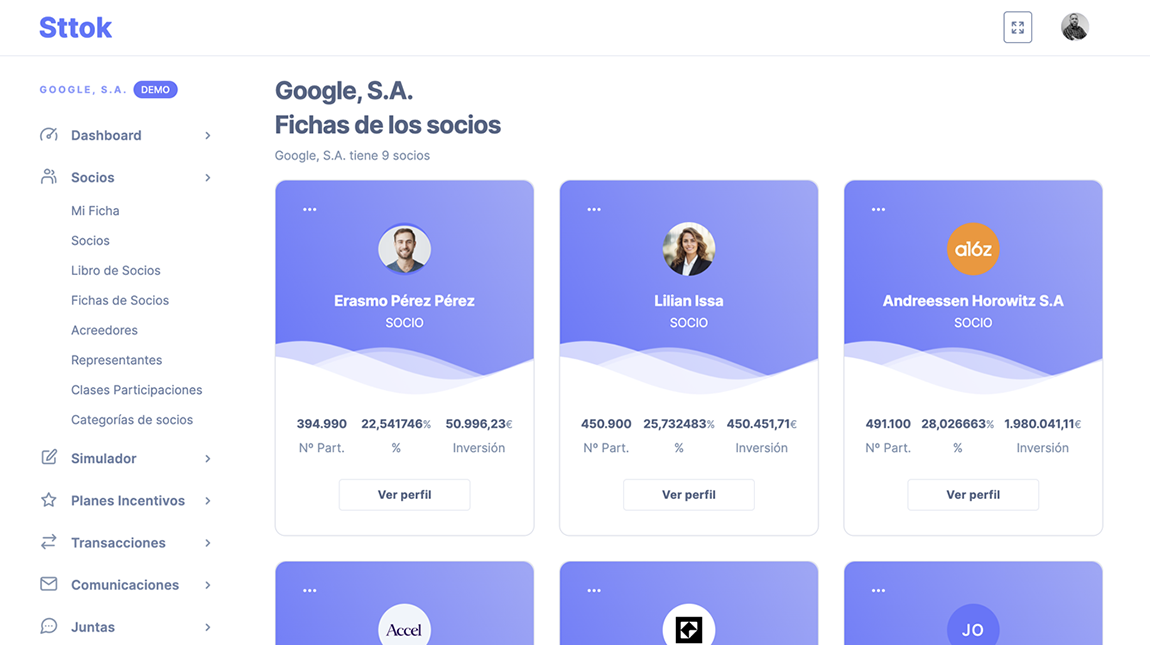 Sttok
GOOGLE, S.A. DEMO
Dashboard
Socios
Mi Ficha
Socios
Libro de Socios
Fichas de Socios
Acreedores
Representantes
Clases Participaciones
Categorías de socios
Simulador
Planes Incentivos
Transacciones
Comunicaciones
Juntas
Google, S.A.
Fichas de los socios
Google, S.A. tiene 9 socios
Erasmo Pérez Pérez
SOCIO
394.990 22,541746% 50.996,23€
Nº Part. % Inversión
Ver perfil
Lilian Issa
SOCIO
450.900 25,732483% 450.451,71€
Nº Part. % Inversión
Ver perfil
a16z
Andreessen Horowitz S.A
SOCIO
491.100 28,026663% 1.980.041,11€
Nº Part. % Inversión
Ver perfil
Accel
JO